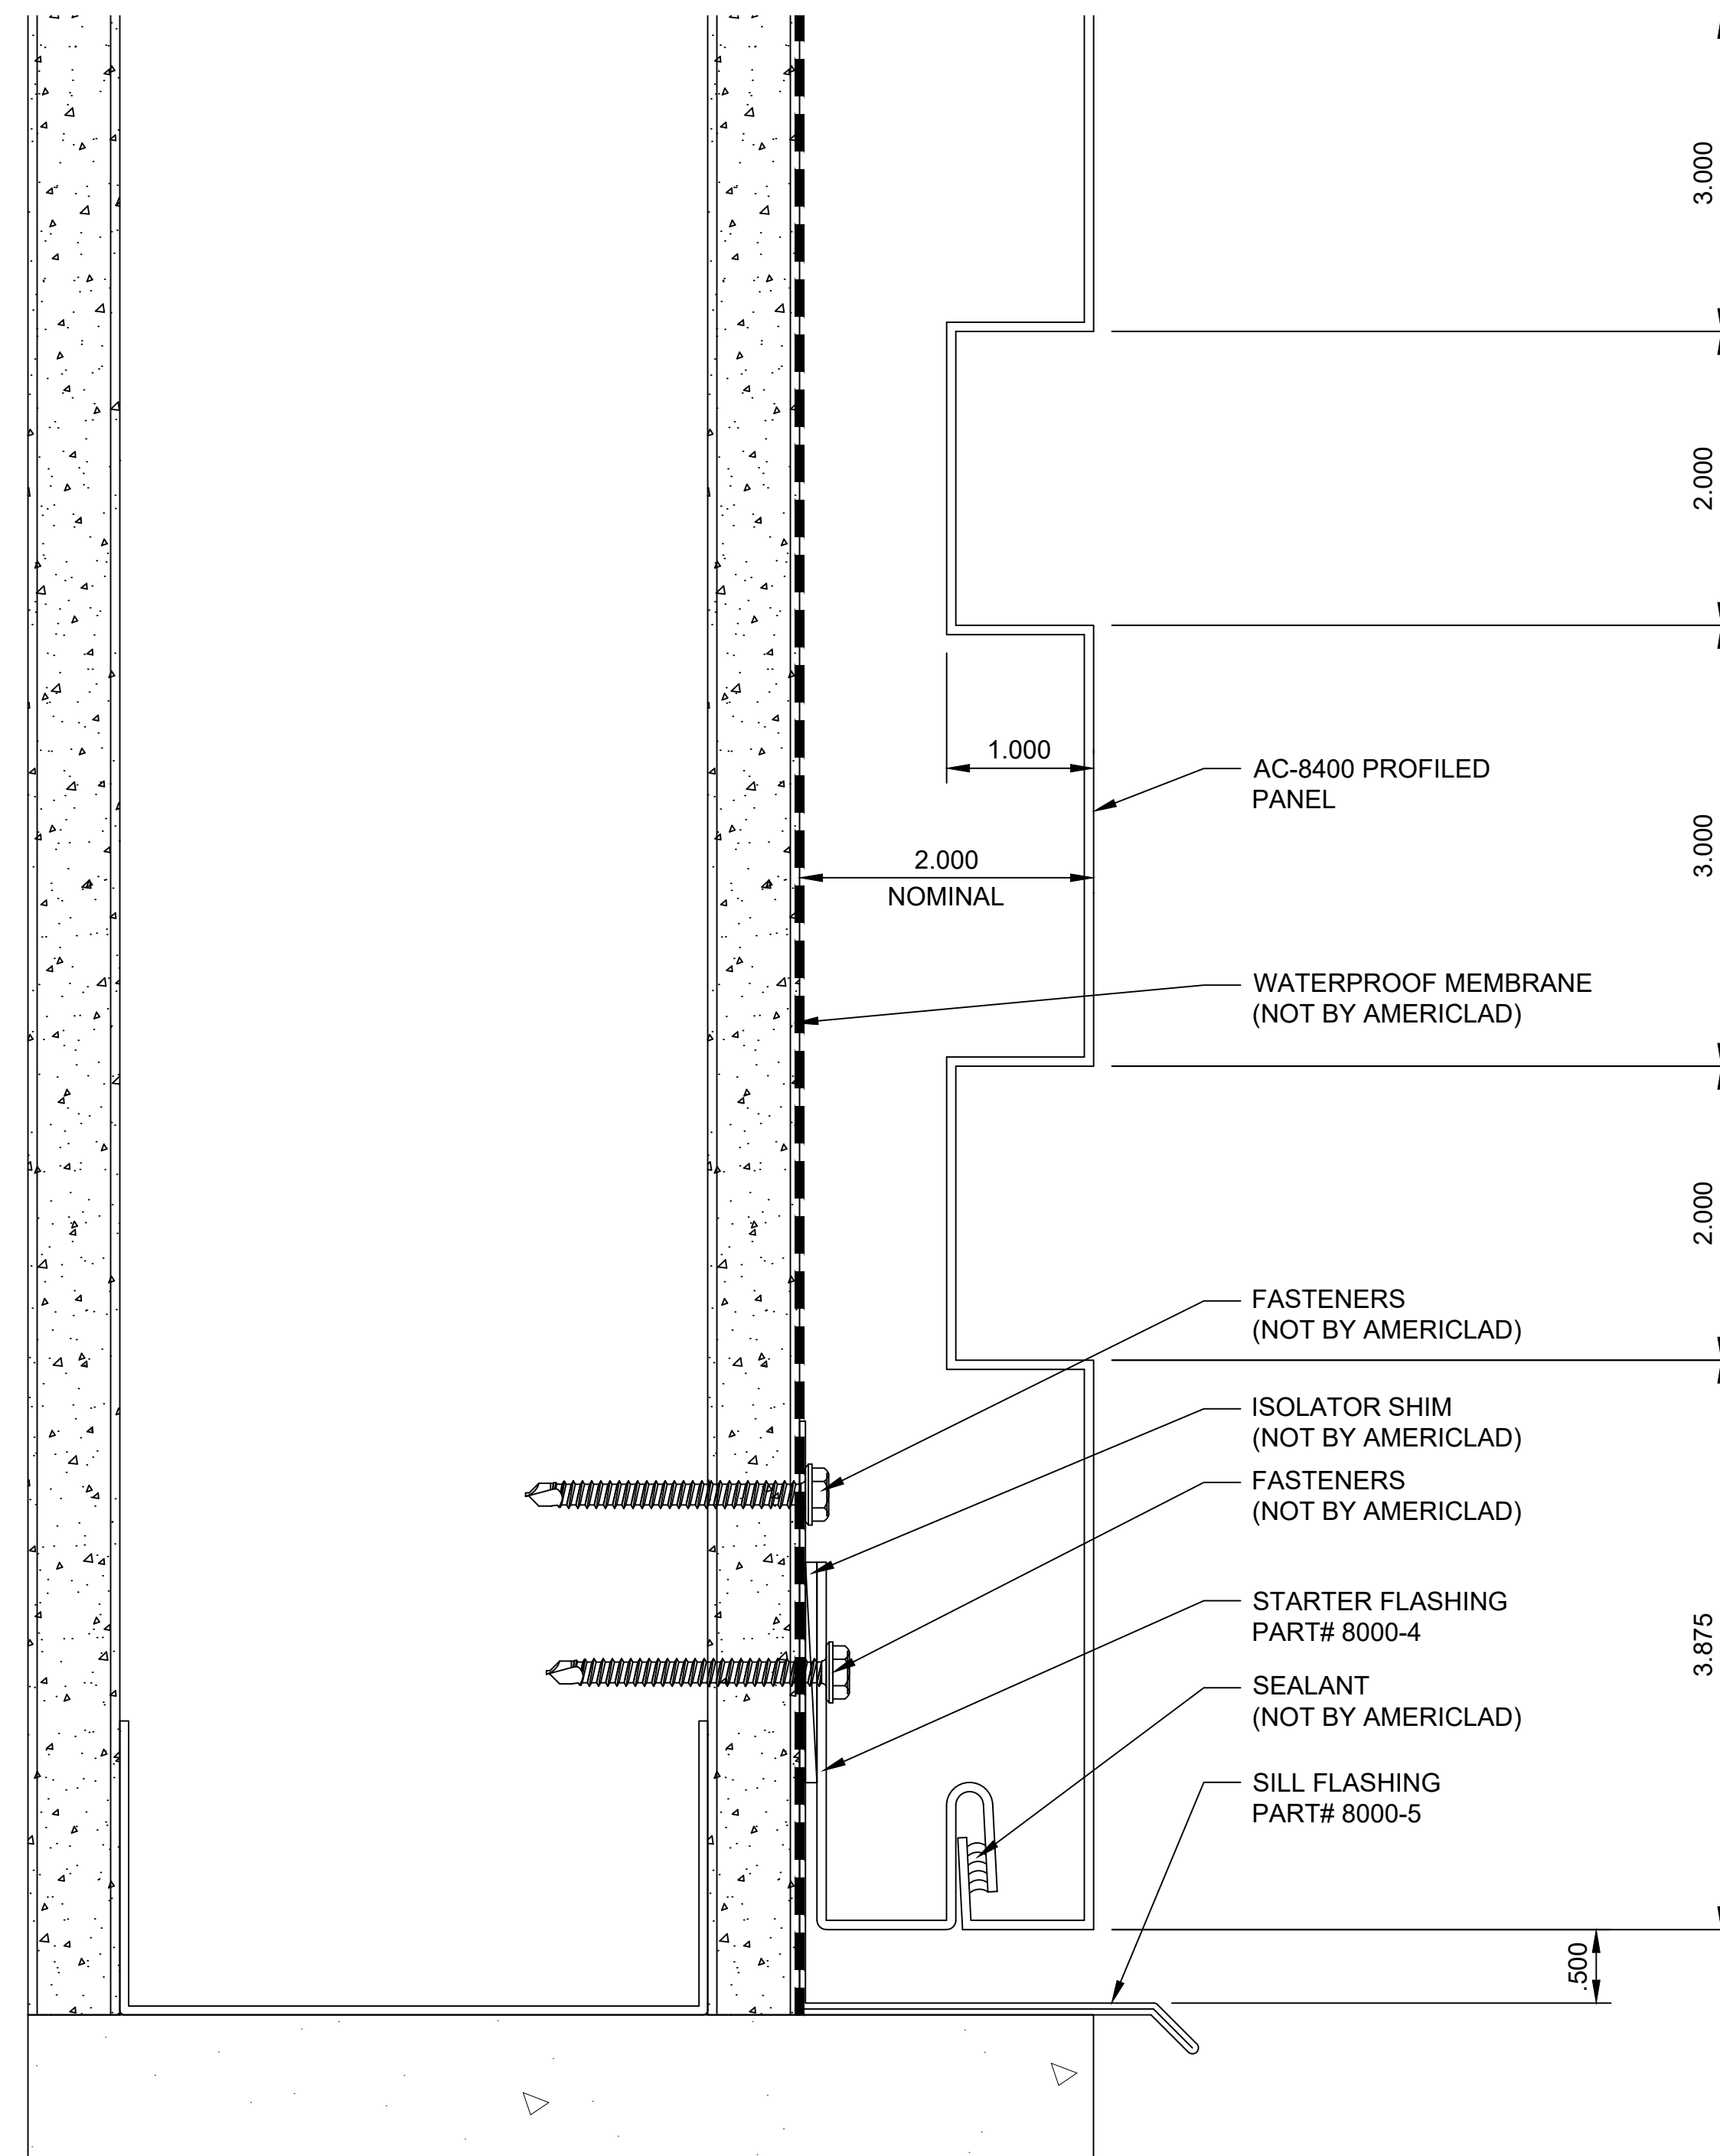 3.000
2.000
1.000
AC-8400 PROFILED
PANEL
3.000
2.000
NOMINAL
WATERPROOF MEMBRANE
(NOT BY AMERICLAD)
2.000
FASTENERS
(NOT BY AMERICLAD)
ISOLATOR SHIM
(NOT BY AMERICLAD)
FASTENERS
(NOT BY AMERICLAD)
STARTER FLASHING
PART# 8000-4
3.875
SEALANT
(NOT BY AMERICLAD)
SILL FLASHING
PART# 8000-5
.500